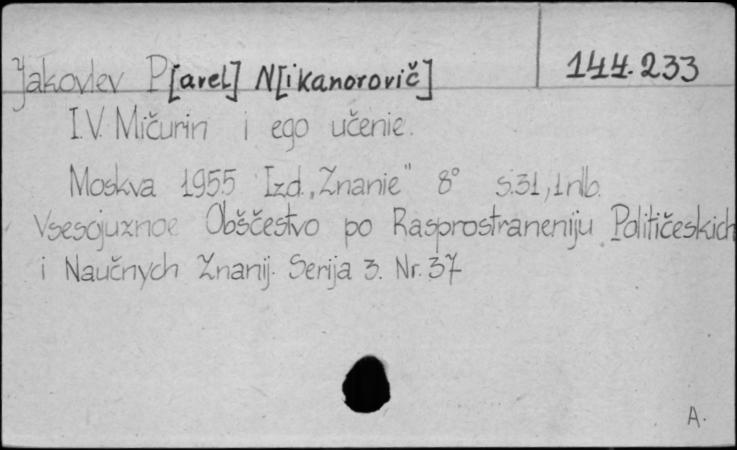 Jakovlev P[avel] N[ikanorovič] 144.233
I.V. Mičurin i ego učenie.
Moskva 1955 Izd. „Znanie" 8° S.31, 1 nlb.
Vsesojuznoe Obščestvo po Rasprostraneniju Političeskich
i Naučnych Znanij. Serija 3. Nr. 37
A.